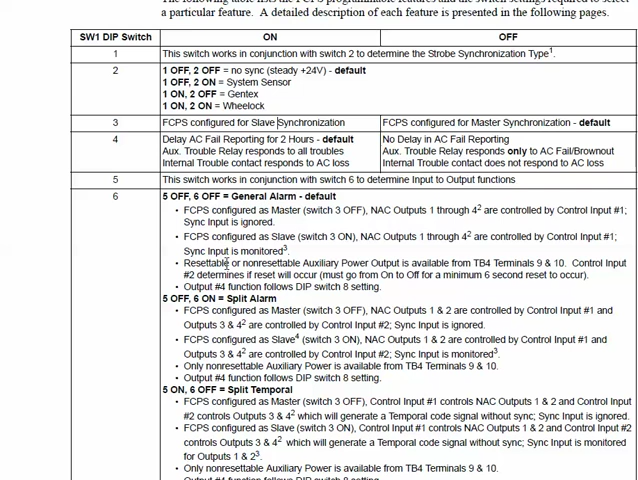 a particular feature. A detailed description of each feature is presented in the following pages.
SW1 DIP Switch ON OFF
1 This switch works in conjunction with switch 2 to determine the Strobe Synchronization Type1.
2 1 OFF, 2 OFF = no sync (steady +24V) - default
1 OFF, 2 ON = System Sensor
1 ON, 2 OFF = Gentex
1 ON, 2 ON = Wheelock
3 FCPS configured for Slave Synchronization FCPS configured for Master Synchronization - default
4 Delay AC Fail Reporting for 2 Hours - default No Delay in AC Fail Reporting
Aux. Trouble Relay responds to all troubles Aux. Trouble Relay responds only to AC Fail/Brownout
Internal Trouble contact responds to AC loss Internal Trouble contact does not respond to AC loss
5 This switch works in conjunction with switch 6 to determine Input to Output functions
6 5 OFF, 6 OFF = General Alarm - default
• FCPS configured as Master (switch 3 OFF), NAC Outputs 1 through 42 are controlled by Control Input #1;
Sync Input is ignored.
• FCPS configured as Slave (switch 3 ON), NAC Outputs 1 through 42 are controlled by Control Input #1;
Sync Input is monitored3.
• Resettable or nonresettable Auxiliary Power Output is available from TB4 Terminals 9 & 10. Control Input
#2 determines if reset will occur (must go from On to Off for a minimum 6 second reset to occur).
• Output #4 function follows DIP switch 8 setting.
5 OFF, 6 ON = Split Alarm
• FCPS configured as Master (switch 3 OFF), NAC Outputs 1 & 2 are controlled by Control Input #1 and
Outputs 3 & 42 are controlled by Control Input #2; Sync Input is ignored.
• FCPS configured as Slave4 (switch 3 ON), NAC Outputs 1 & 2 are controlled by Control Input #1 and
Outputs 3 & 42 are controlled by Control Input #2; Sync Input is monitored3.
• Only nonresettable Auxiliary Power is available from TB4 Terminals 9 & 10.
• Output #4 function follows DIP switch 8 setting.
5 ON, 6 OFF = Split Temporal
• FCPS configured as Master (switch 3 OFF), Control Input #1 controls NAC Outputs 1 & 2 and Control Input
#2 controls Outputs 3 & 42 which will generate a Temporal code signal without sync; Sync Input is ignored.
• FCPS configured as Slave (switch 3 ON), Control Input #1 controls NAC Outputs 1 & 2 and Control Input #2
controls Outputs 3 & 42 which will generate a Temporal code signal without sync; Sync Input is monitored
for Outputs 1 & 23.
• Only nonresettable Auxiliary Power is available from TB4 Terminals 9 & 10.